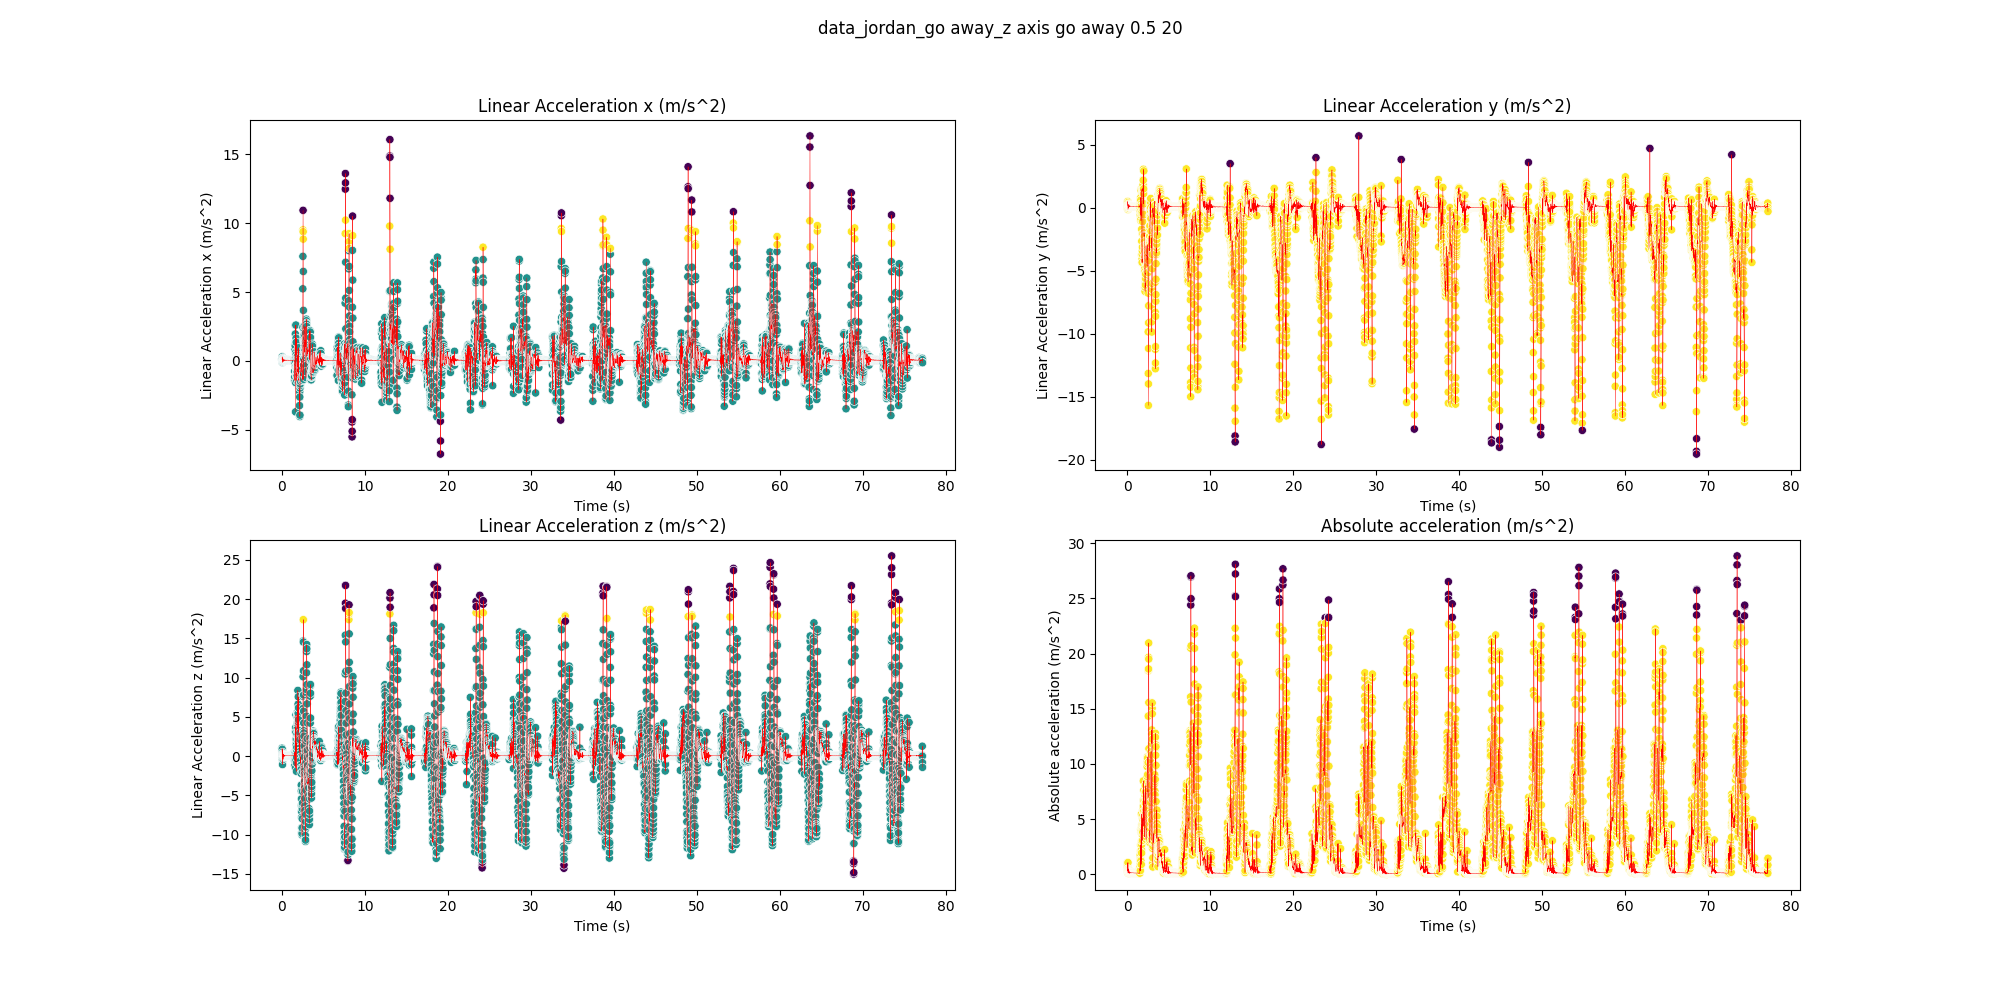 data_jordan_go away_z axis go away 0.5 20
Linear Acceleration x (m/s^2)
Linear Acceleration x (m/s^2)
15
10
5
0
−5
0 10 20 30 40 50 60 70 80
Time (s)
Linear Acceleration y (m/s^2)
Linear Acceleration y (m/s^2)
5
0
−5
−10
−15
−20
0 10 20 30 40 50 60 70 80
Time (s)
Linear Acceleration z (m/s^2)
Linear Acceleration z (m/s^2)
25
20
15
10
5
0
−5
−10
−15
0 10 20 30 40 50 60 70 80
Time (s)
Absolute acceleration (m/s^2)
Absolute acceleration (m/s^2)
30
25
20
15
10
5
0
0 10 20 30 40 50 60 70 80
Time (s)